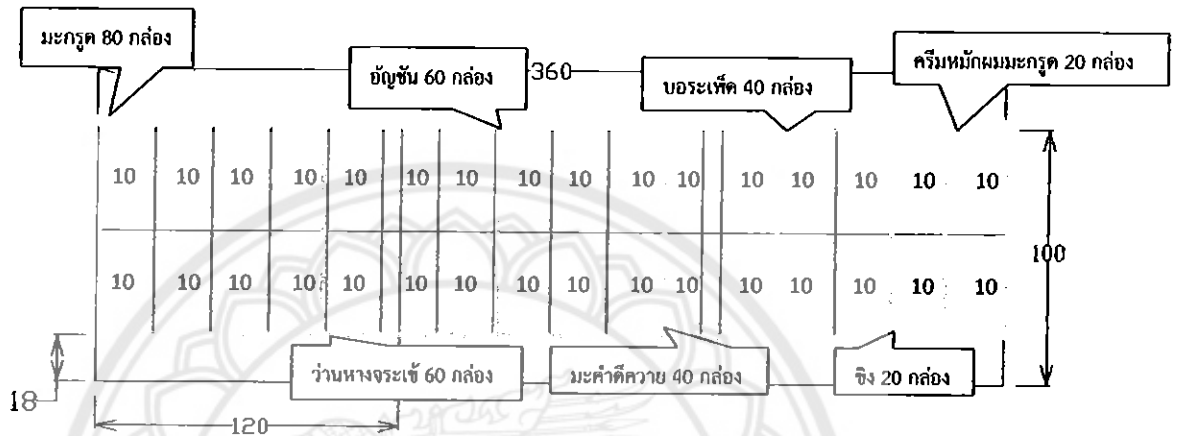 มะกรูด 80 กล่อง
อัญชัน 60 กล่อง
360
บอระเพ็ด 40 กล่อง
ครีมหมักผมมะกรูด 20 กล่อง
10 10 10 10 10 10 10 10 10 10 10 10 10 10 10 10
100
10 10 10 10 10 10 10 10 10 10 10 10 10 10 10 10
ว่านหางจระเข้ 60 กล่อง
มะคำดีควาย 40 กล่อง
ขิง 20 กล่อง
18
120